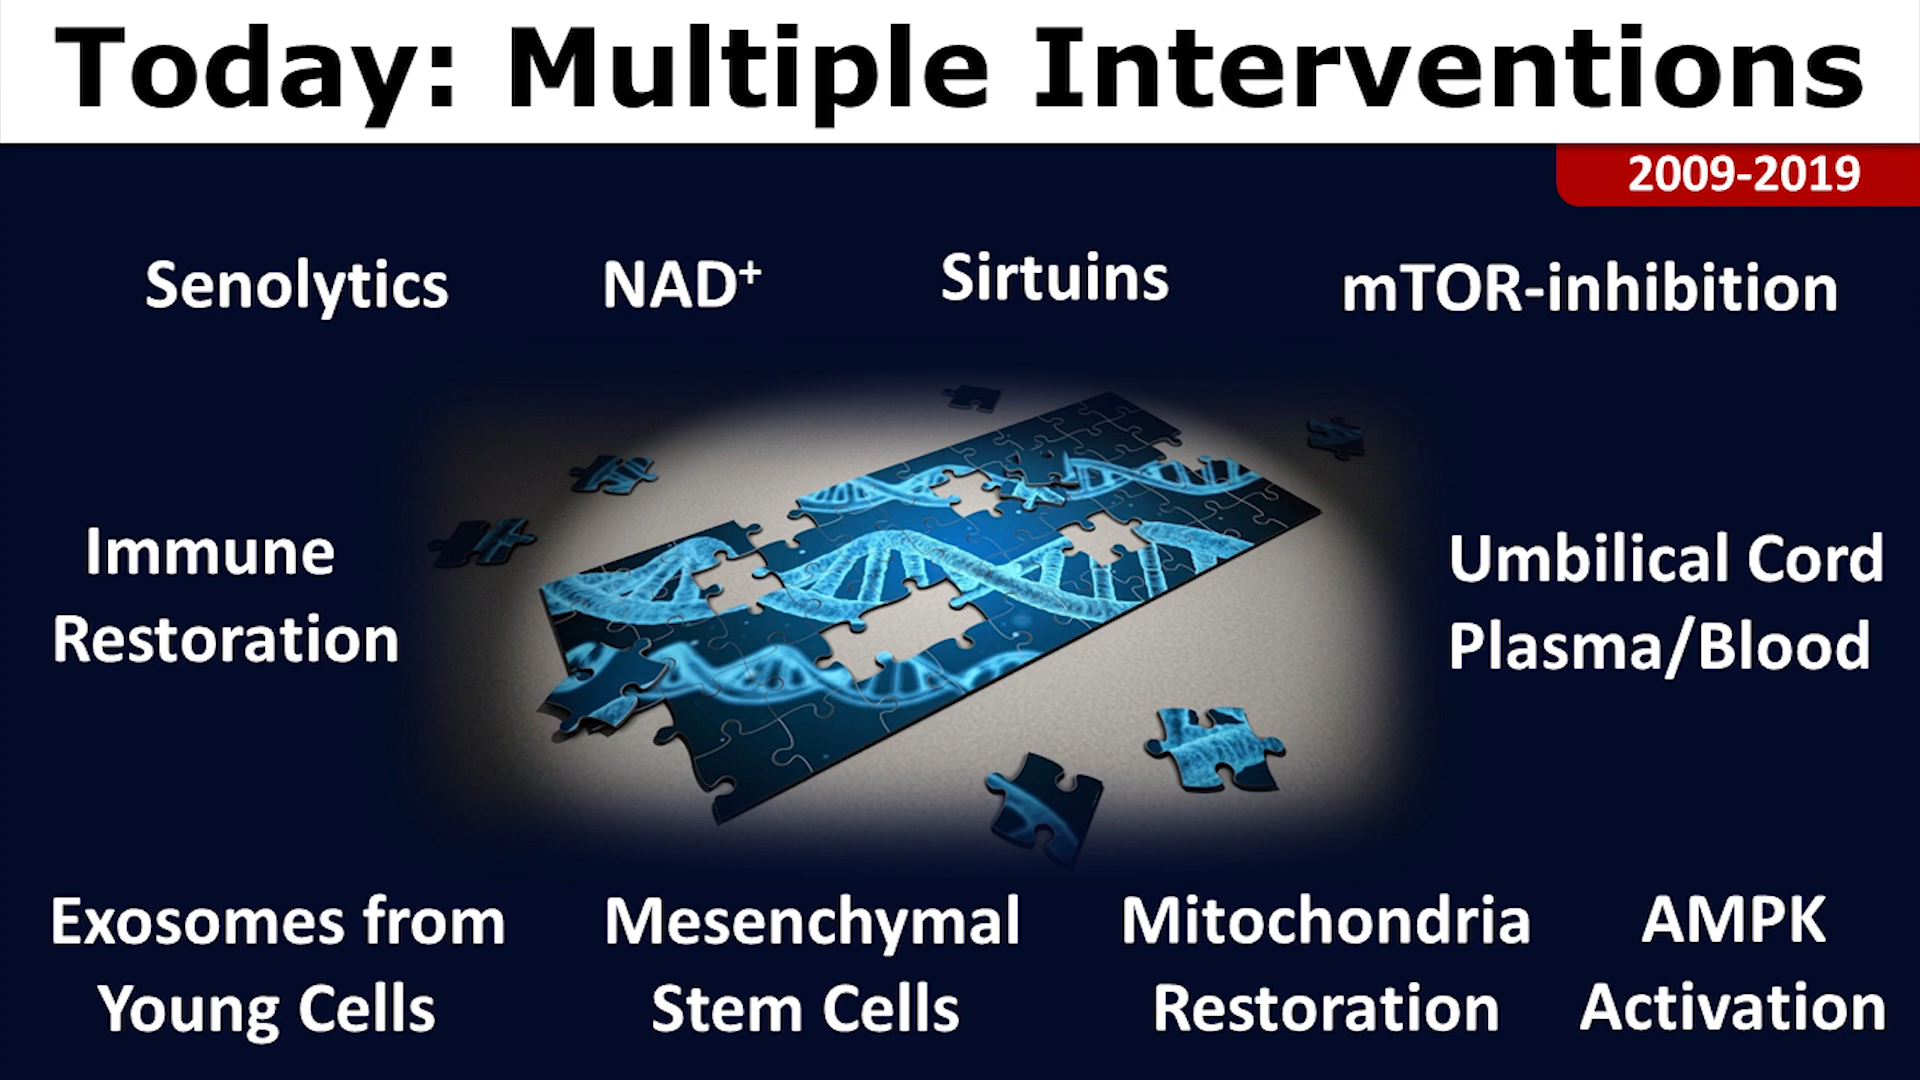 Today: Multiple Interventions
2009-2019
Senolytics
NAD⁺
Sirtuins
mTOR-inhibition
Immune
Restoration
Umbilical Cord
Plasma/Blood
Exosomes from
Young Cells
Mesenchymal
Stem Cells
Mitochondria
Restoration
AMPK
Activation